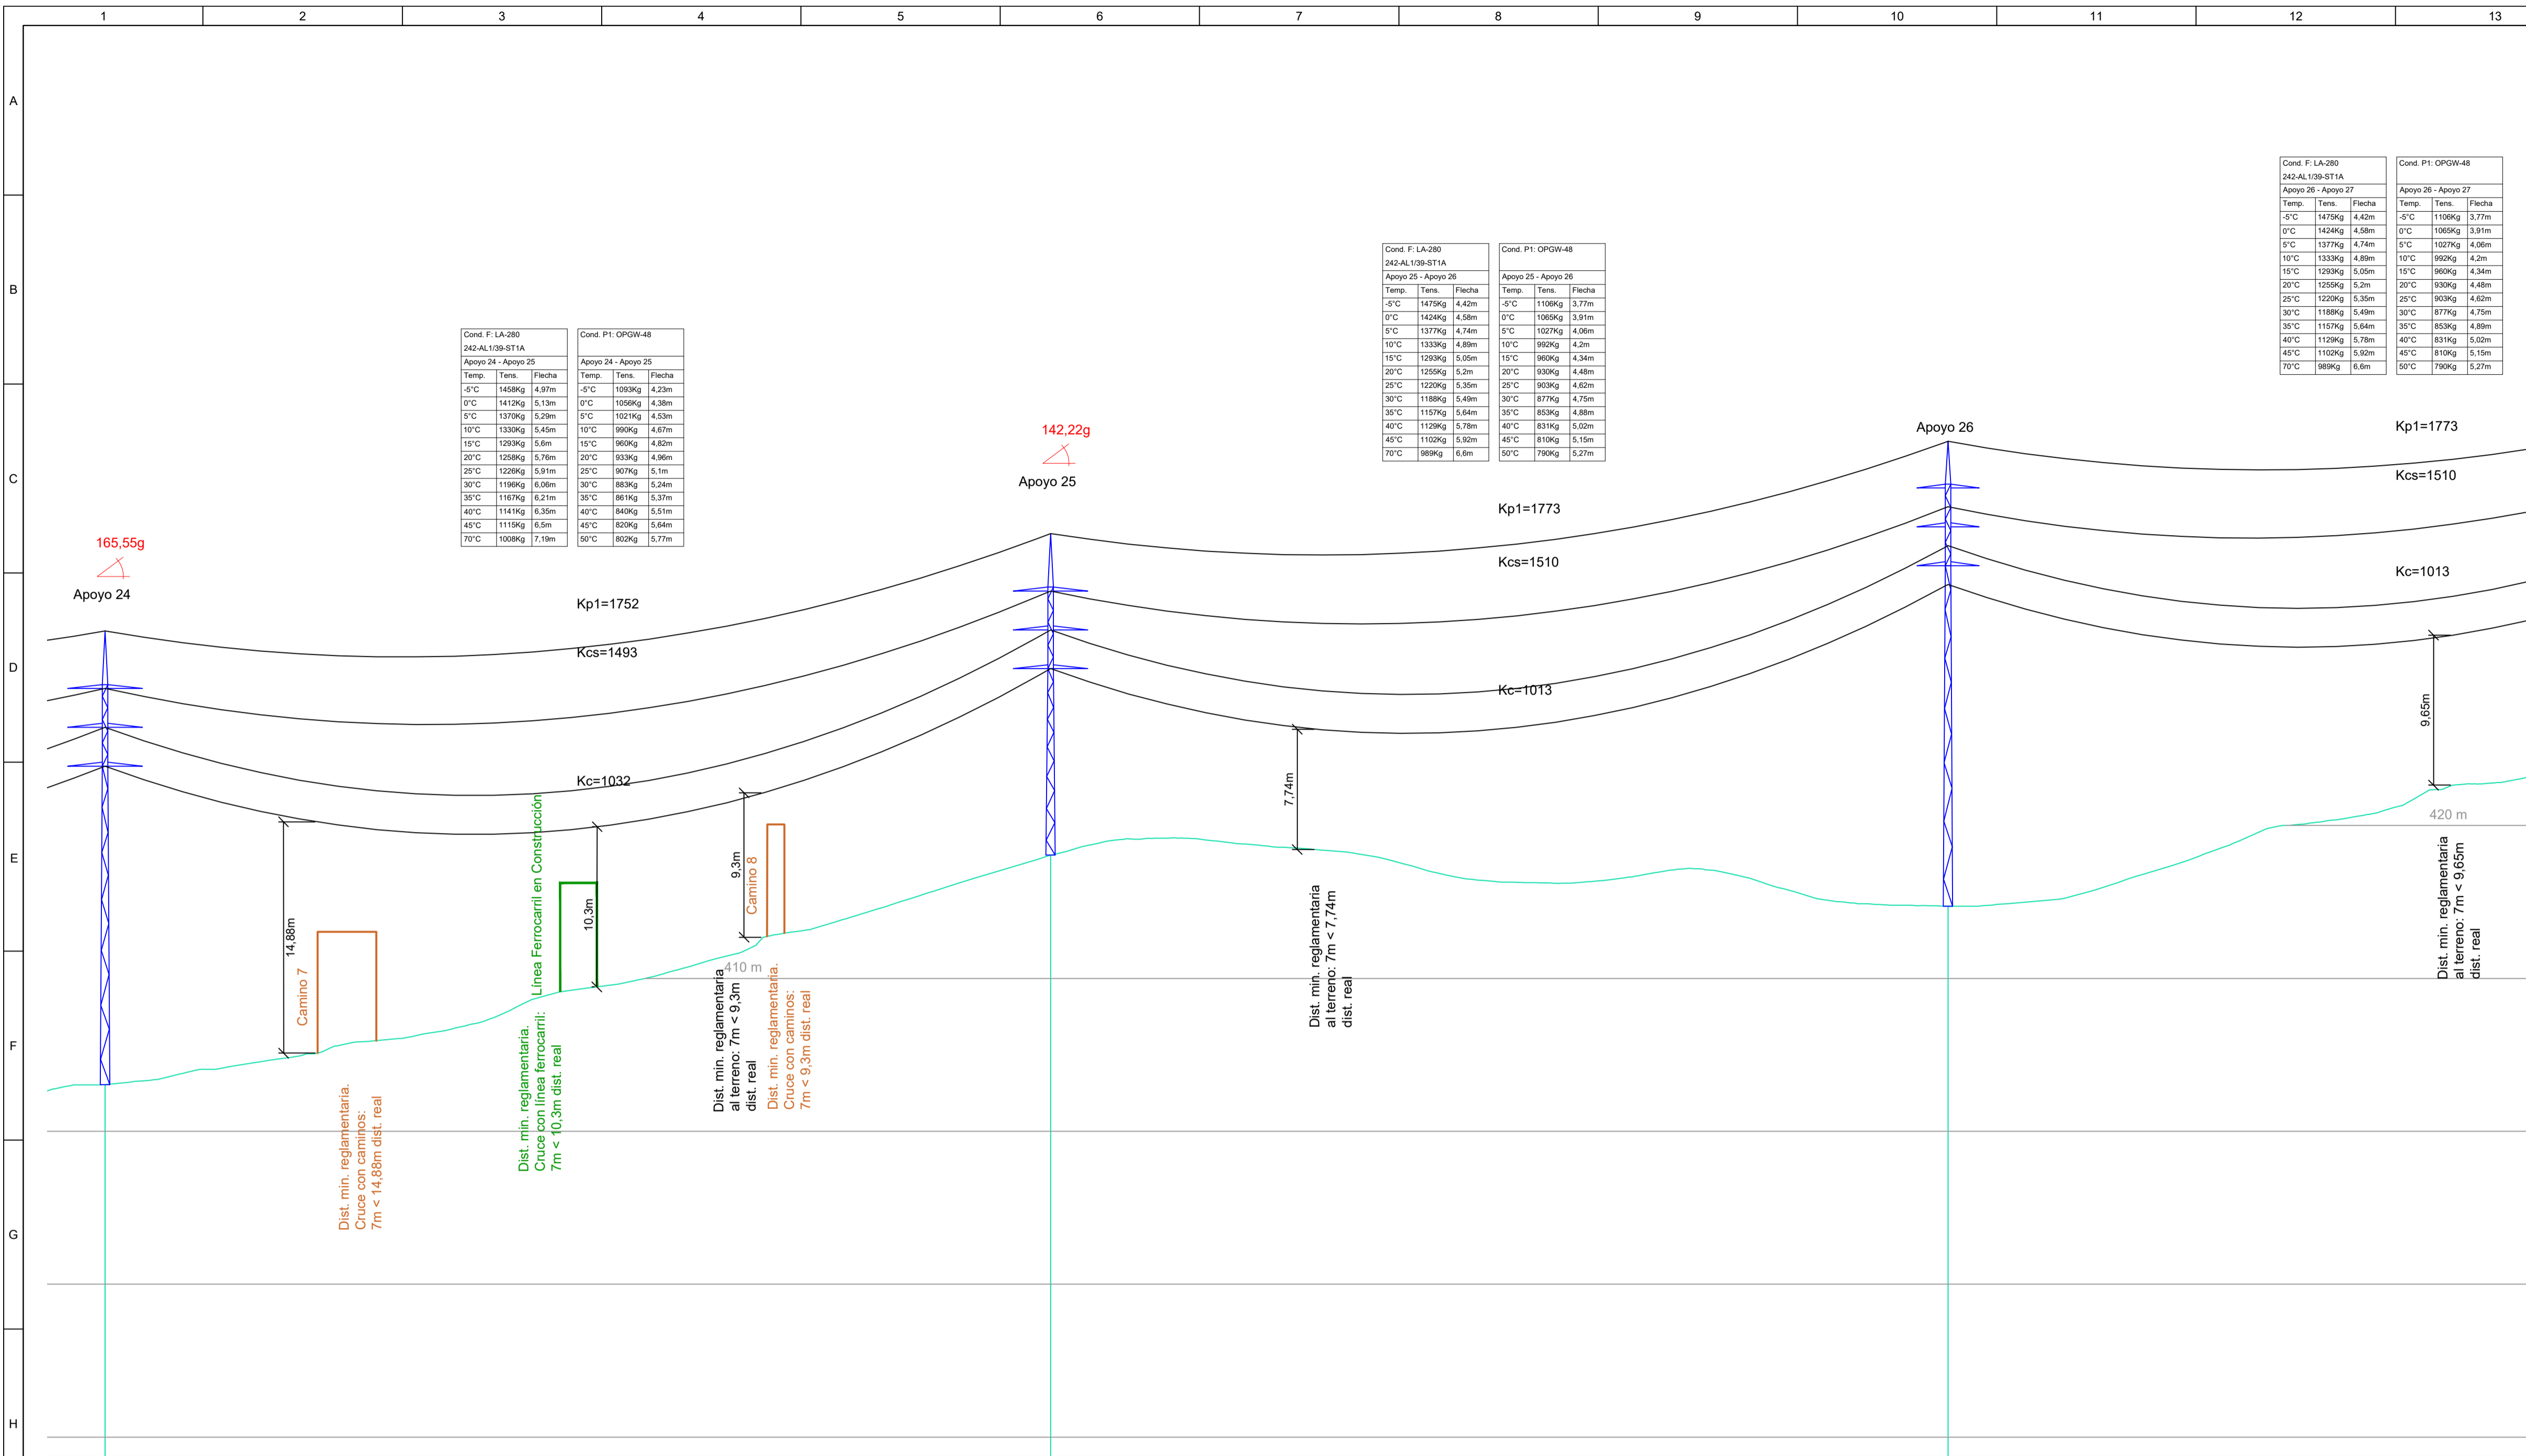 1 2 3 4 5 6 7 8 9 10 11 12 13
A
B
C
D
E
F
G
H
Cond. F: LA-280
242-AL1/39-ST1A
Apoyo 24 - Apoyo 25
Temp. Tens. Flecha
-5°C 1458Kg 4,97m
0°C 1412Kg 5,13m
5°C 1370Kg 5,29m
10°C 1330Kg 5,45m
15°C 1293Kg 5,6m
20°C 1258Kg 5,76m
25°C 1226Kg 5,91m
30°C 1196Kg 6,06m
35°C 1167Kg 6,21m
40°C 1141Kg 6,35m
45°C 1115Kg 6,5m
70°C 1008Kg 7,19m
Cond. P1: OPGW-48
Apoyo 24 - Apoyo 25
Temp. Tens. Flecha
-5°C 1093Kg 4,23m
0°C 1056Kg 4,38m
5°C 1021Kg 4,53m
10°C 990Kg 4,67m
15°C 960Kg 4,82m
20°C 933Kg 4,96m
25°C 907Kg 5,1m
30°C 883Kg 5,24m
35°C 861Kg 5,37m
40°C 840Kg 5,51m
45°C 820Kg 5,64m
50°C 802Kg 5,77m
Cond. F: LA-280
242-AL1/39-ST1A
Apoyo 25 - Apoyo 26
Temp. Tens. Flecha
-5°C 1475Kg 4,42m
0°C 1424Kg 4,58m
5°C 1377Kg 4,74m
10°C 1333Kg 4,89m
15°C 1293Kg 5,05m
20°C 1255Kg 5,2m
25°C 1220Kg 5,35m
30°C 1188Kg 5,49m
35°C 1157Kg 5,64m
40°C 1129Kg 5,78m
45°C 1102Kg 5,92m
70°C 989Kg 6,6m
Cond. P1: OPGW-48
Apoyo 25 - Apoyo 26
Temp. Tens. Flecha
-5°C 1106Kg 3,77m
0°C 1065Kg 3,91m
5°C 1027Kg 4,06m
10°C 992Kg 4,2m
15°C 960Kg 4,34m
20°C 930Kg 4,48m
25°C 903Kg 4,62m
30°C 877Kg 4,75m
35°C 853Kg 4,88m
40°C 831Kg 5,02m
45°C 810Kg 5,15m
50°C 790Kg 5,27m
Cond. F: LA-280
242-AL1/39-ST1A
Apoyo 26 - Apoyo 27
Temp. Tens. Flecha
-5°C 1475Kg 4,42m
0°C 1424Kg 4,58m
5°C 1377Kg 4,74m
10°C 1333Kg 4,89m
15°C 1293Kg 5,05m
20°C 1255Kg 5,2m
25°C 1220Kg 5,35m
30°C 1188Kg 5,49m
35°C 1157Kg 5,64m
40°C 1129Kg 5,78m
45°C 1102Kg 5,92m
70°C 989Kg 6,6m
Cond. P1: OPGW-48
Apoyo 26 - Apoyo 27
Temp. Tens. Flecha
-5°C 1106Kg 3,77m
0°C 1065Kg 3,91m
5°C 1027Kg 4,06m
10°C 992Kg 4,2m
15°C 960Kg 4,34m
20°C 930Kg 4,48m
25°C 903Kg 4,62m
30°C 877Kg 4,75m
35°C 853Kg 4,89m
40°C 831Kg 5,02m
45°C 810Kg 5,15m
50°C 790Kg 5,27m
165,55g
Apoyo 24
142,22g
Apoyo 25
Apoyo 26
Kp1=1752
Kcs=1493
Kc=1032
Kp1=1773
Kcs=1510
Kc=1013
Kp1=1773
Kcs=1510
Kc=1013
14,88m
Camino 7
Dist. min. reglamentaria.
Cruce con caminos:
7m < 14,88m dist. real
Línea Ferrocarril en Construcción
10,3m
Dist. min. reglamentaria.
Cruce con línea ferrocarril:
7m < 10,3m dist. real
9,3m
Camino 8
410 m
Dist. min. reglamentaria
al terreno: 7m < 9,3m
dist. real
Dist. min. reglamentaria.
Cruce con caminos:
7m < 9,3m dist. real
7,74m
Dist. min. reglamentaria
al terreno: 7m < 7,74m
dist. real
9,65m
420 m
Dist. min. reglamentaria
al terreno: 7m < 9,65m
dist. real